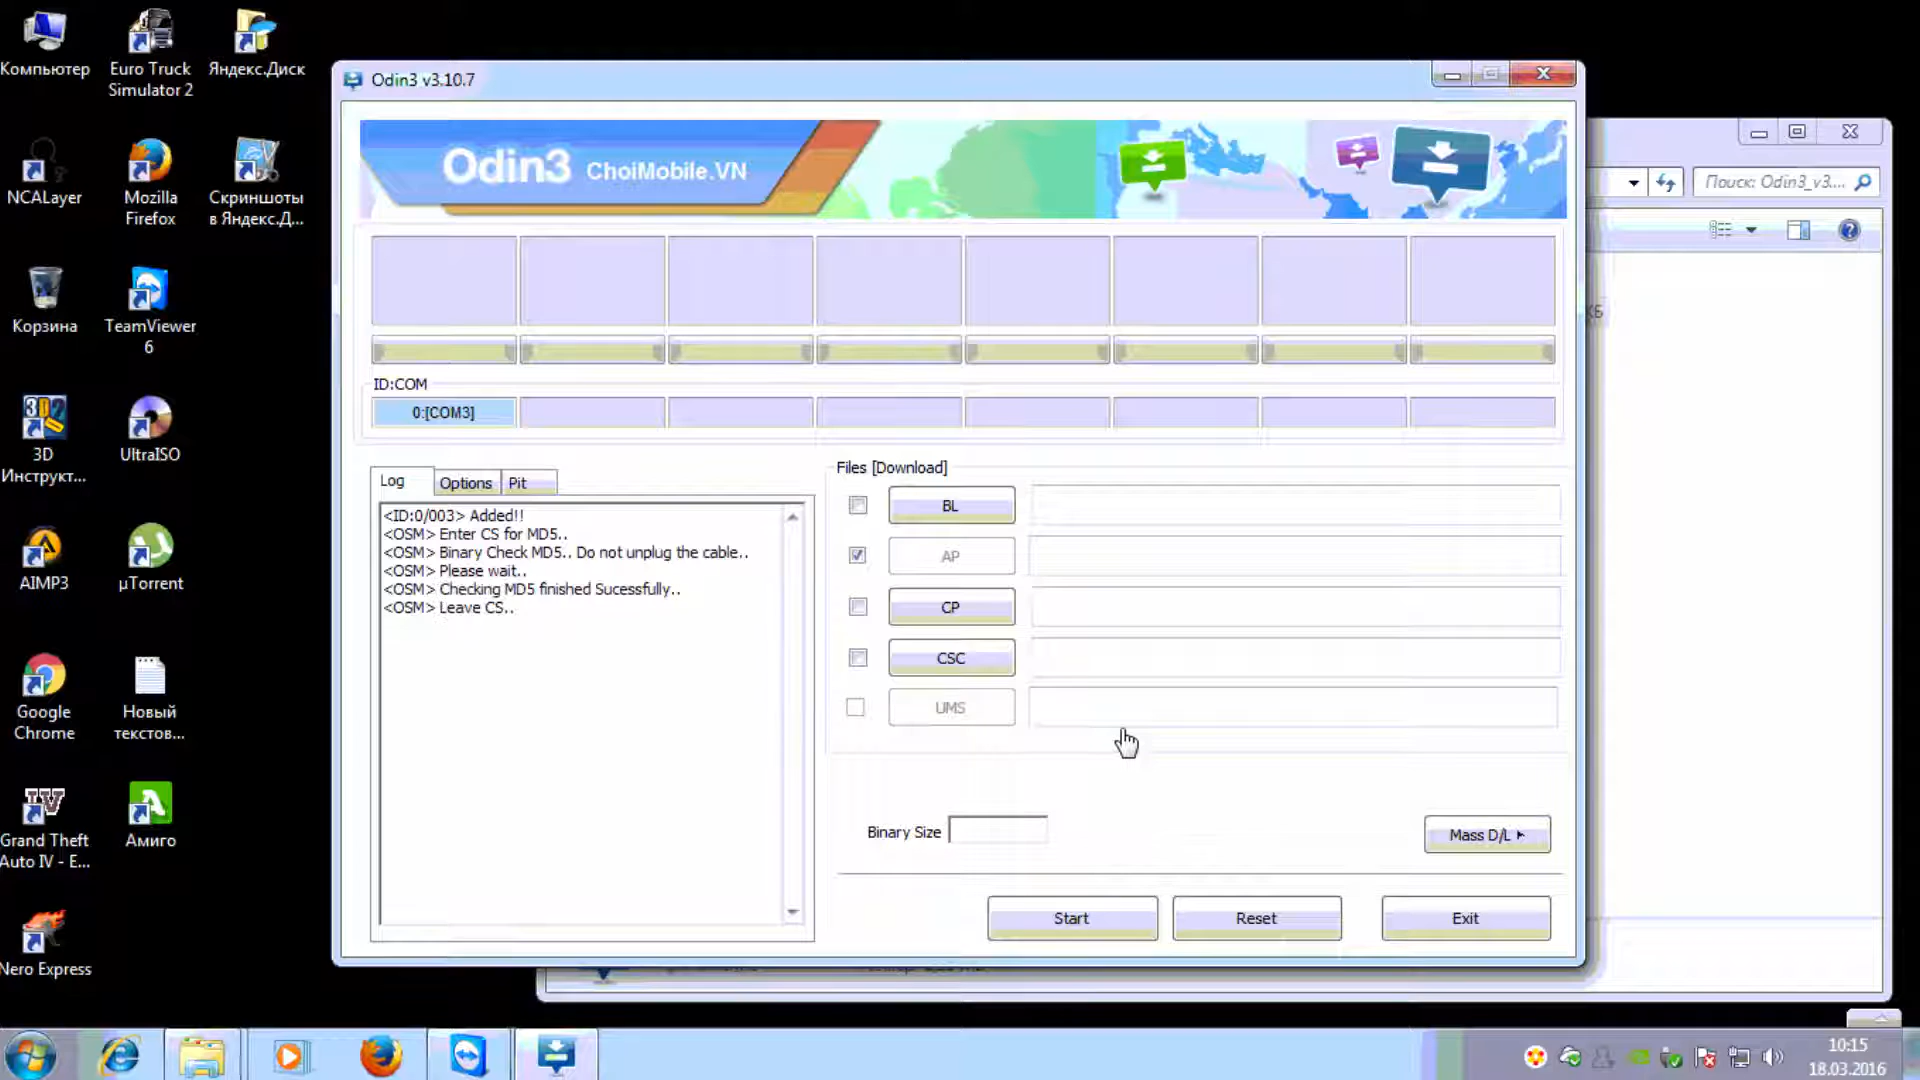 Компьютер
Euro Truck
Simulator 2
Яндекс.Диск
NCALayer
Mozilla
Firefox
Скриншоты
в Яндекс.Д...
Корзина
TeamViewer
6
3D
Инструкт...
UltraISO
AIMP3
µTorrent
Google
Chrome
Новый
текстов...
Grand Theft
Auto IV - E...
Амиго
Nero Express
Odin3 v3.10.7
Odin3 ChoiMobile.VN
ID:COM
0:[COM3]
Log
Options
Pit
<ID:0/003> Added!!
<OSM> Enter CS for MD5..
<OSM> Binary Check MD5.. Do not unplug the cable..
<OSM> Please wait..
<OSM> Checking MD5 finished Sucessfully..
<OSM> Leave CS..
Files [Download]
BL
AP
CP
CSC
UMS
Binary Size
Mass D/L
Start
Reset
Exit
Поиск: Odin3_v3....
КБ
10:15
18.03.2016